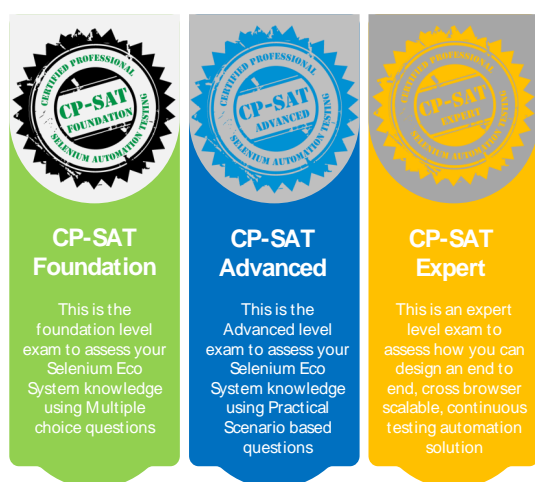 CERTIFIED PROFESSIONAL
CP-SAT
FOUNDATION
SELENIUM AUTOMATION TESTING
CP-SAT
Foundation
This is the
foundation level
exam to assess your
Selenium Eco
System knowledge
using Multiple
choice questions
CERTIFIED PROFESSIONAL
CP-SAT
ADVANCED
SELENIUM AUTOMATION TESTING
CP-SAT
Advanced
This is the
Advanced level
exam to assess your
Selenium Eco
System knowledge
using Practical
Scenario based
questions
CERTIFIED PROFESSIONAL
CP-SAT
EXPERT
SELENIUM AUTOMATION TESTING
CP-SAT
Expert
This is an expert
level exam to
assess how you can
design an end to
end, cross browser
scalable, continuous
testing automation
solution